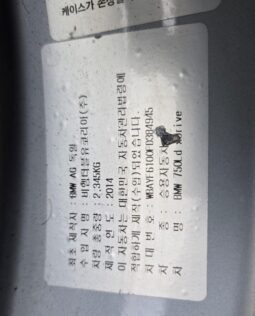 케이스가 손상
최초 제작자 : BMW AG 독일
수 입 자 명 : 비엠더블유코리아(주)
차량 총중량 : 2,345KG
제 작 연 도 : 2014
이 자동차는 대한민국 자동차관리법령에
적합하게 제작(수입)되었습니다.
차 대 번 호 : WBAYF6100FD384945
차 종 : 승용자동차
차 명 : BMW 750Ld xDrive